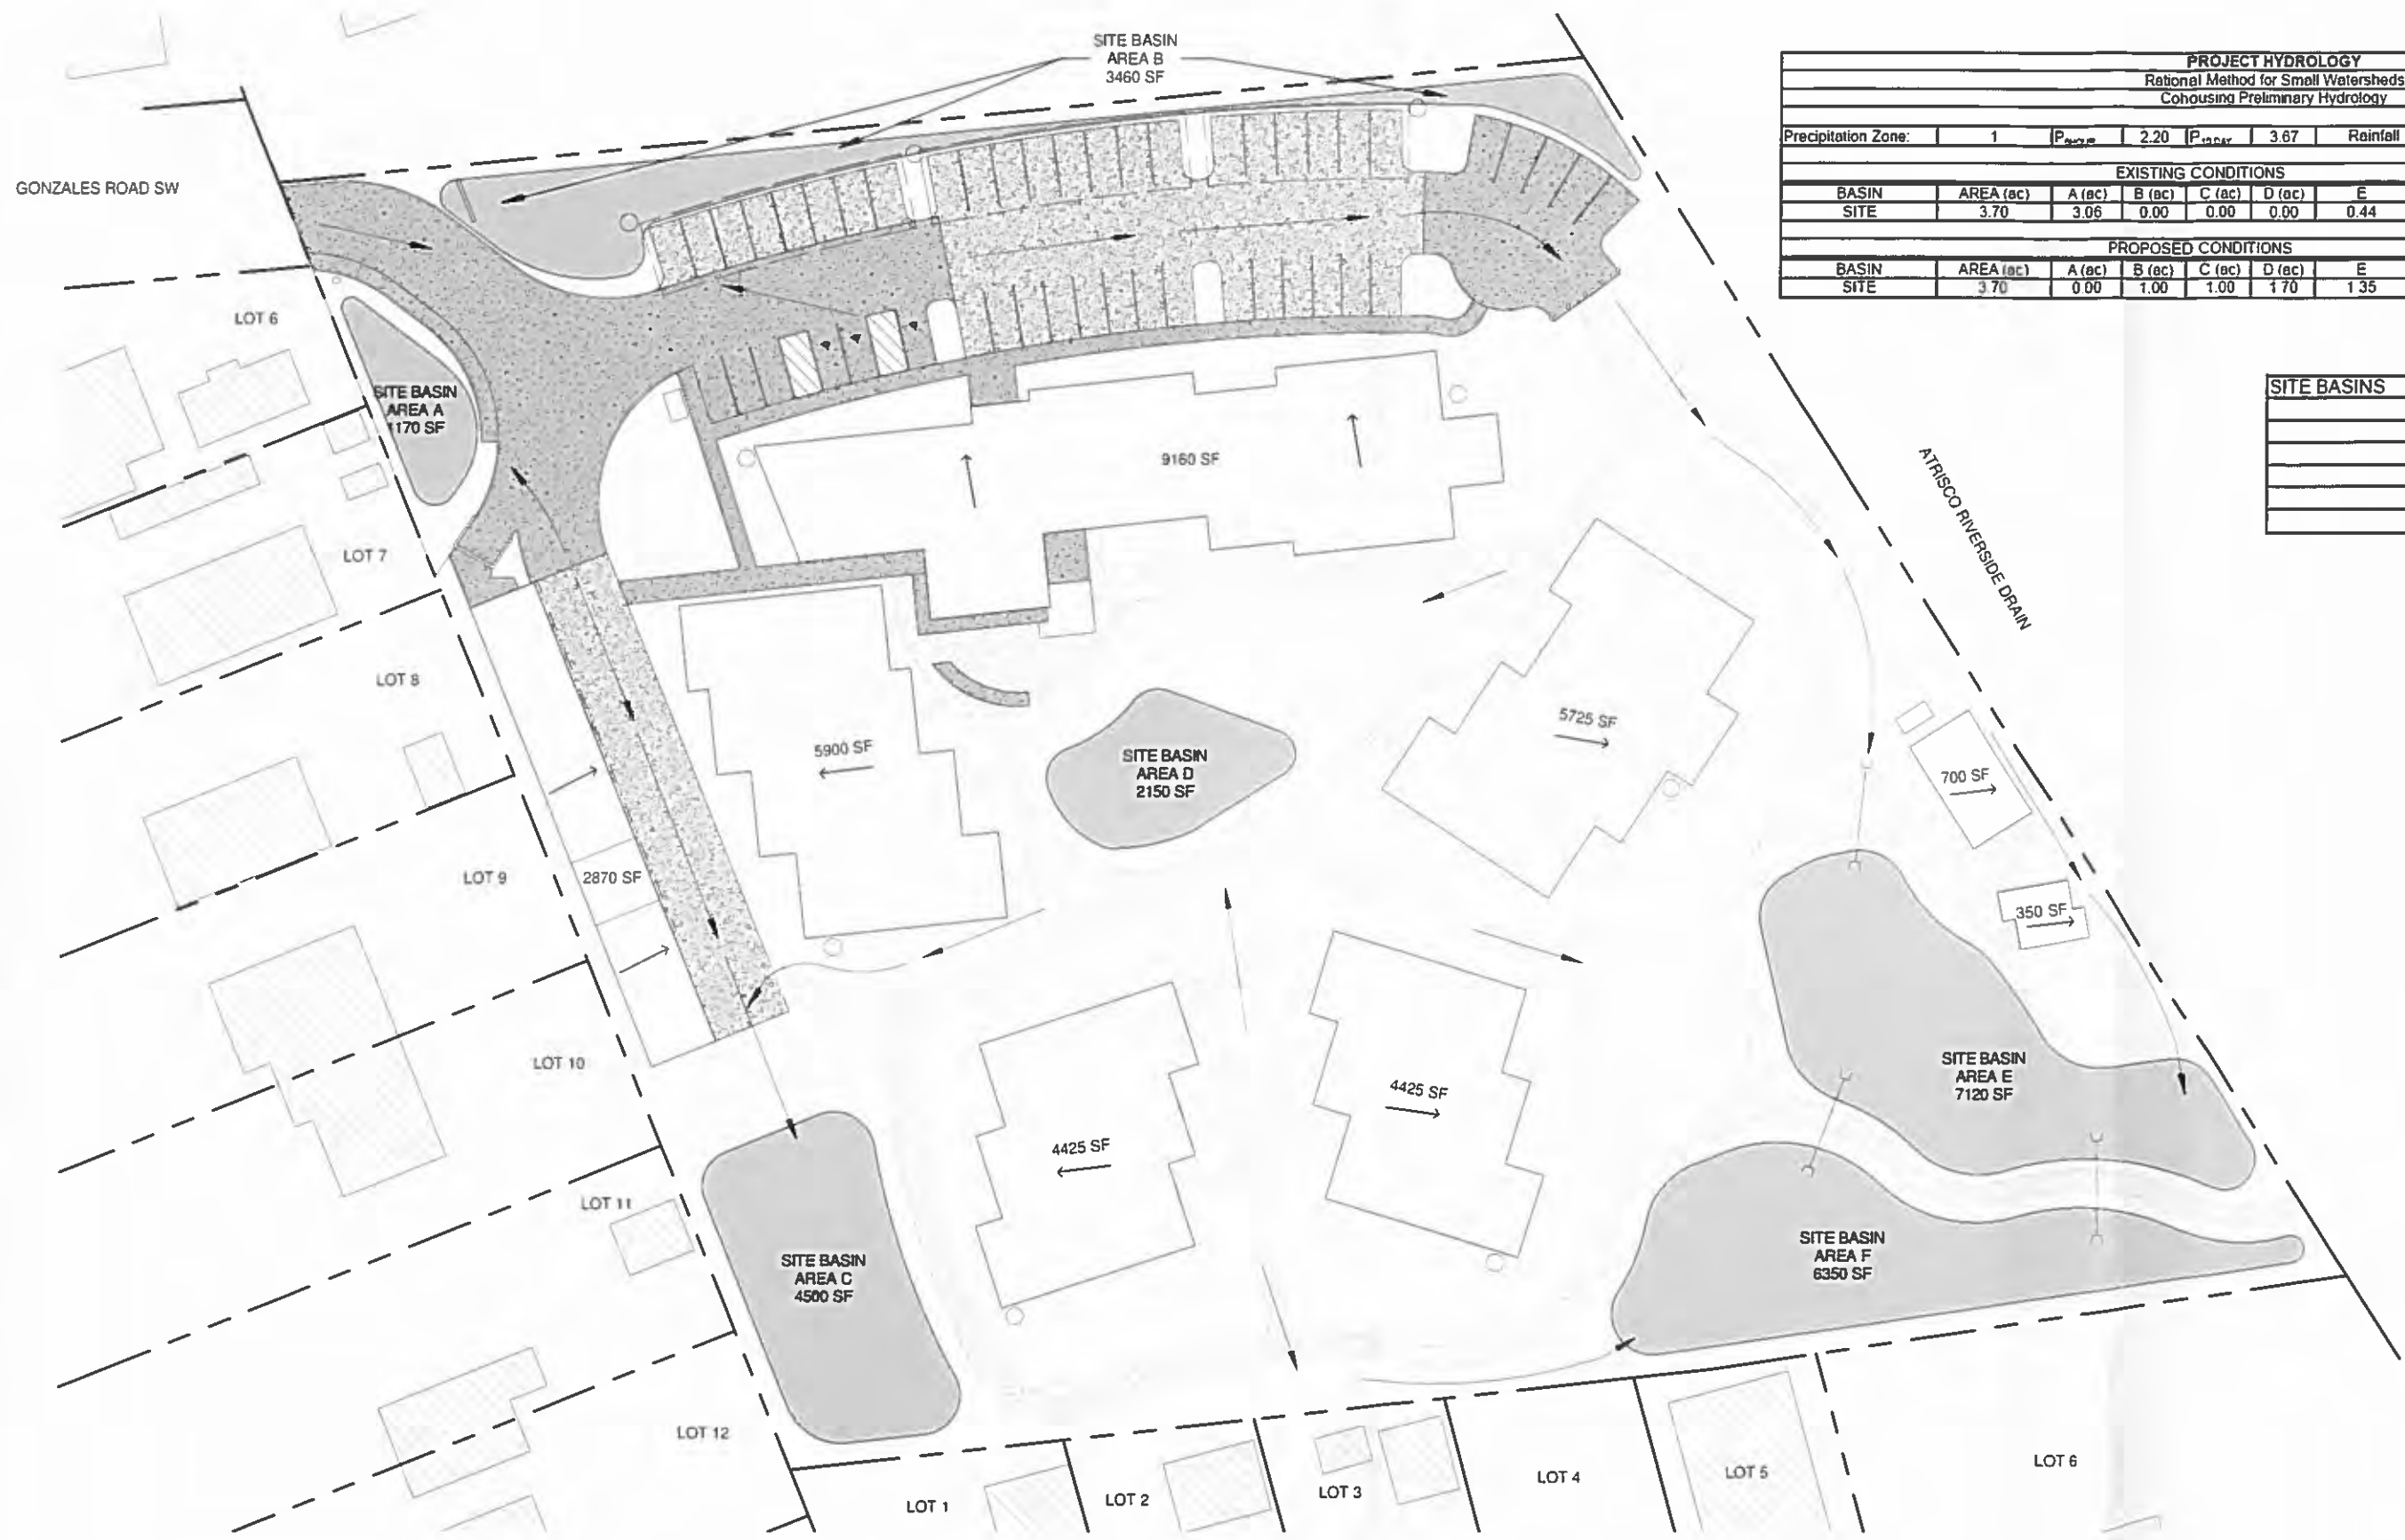 SITE BASIN
AREA B
3460 SF
PROJECT HYDROLOGY
Rational Method for Small Watersheds
Cohousing Preliminary Hydrology
Precipitation Zone: 1 2.20 3.67 Rainfall
EXISTING CONDITIONS
BASIN AREA (ac) A (ac) B (ac) C (ac) D (ac) E
SITE 3.70 3.06 0.00 0.00 0.00 0.44
PROPOSED CONDITIONS
BASIN AREA (ac) A (ac) B (ac) C (ac) D (ac) E
SITE 3.70 0.00 1.00 1.00 1.70 1.35
SITE BASINS
GONZALES ROAD SW
LOT 6
SITE BASIN
AREA A
1170 SF
9160 SF
ATRISCO RIVERSIDE DRAIN
LOT 7
LOT 8
5900 SF
SITE BASIN
AREA D
2150 SF
5725 SF
700 SF
LOT 9
2870 SF
350 SF
LOT 10
SITE BASIN
AREA E
7120 SF
4425 SF
4425 SF
LOT 11
SITE BASIN
AREA C
4500 SF
SITE BASIN
AREA F
6350 SF
LOT 12
LOT 1
LOT 2
LOT 3
LOT 4
LOT 5
LOT 6